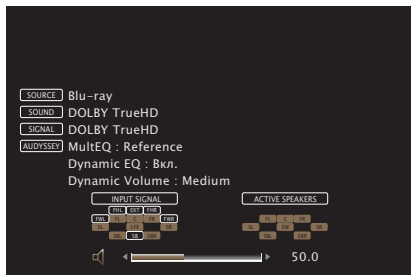 SOURCE Blu-ray
SOUND DOLBY TrueHD
SIGNAL DOLBY TrueHD
AUDYSSEY MultEQ : Reference
Dynamic EQ : Вкл.
Dynamic Volume : Medium
INPUT SIGNAL ACTIVE SPEAKERS
FHL EXT FHR
FWL FL C FR FWR FL C FR
SL LFE SR SL SW SR
SBL SB SBR SBL SBR
50.0